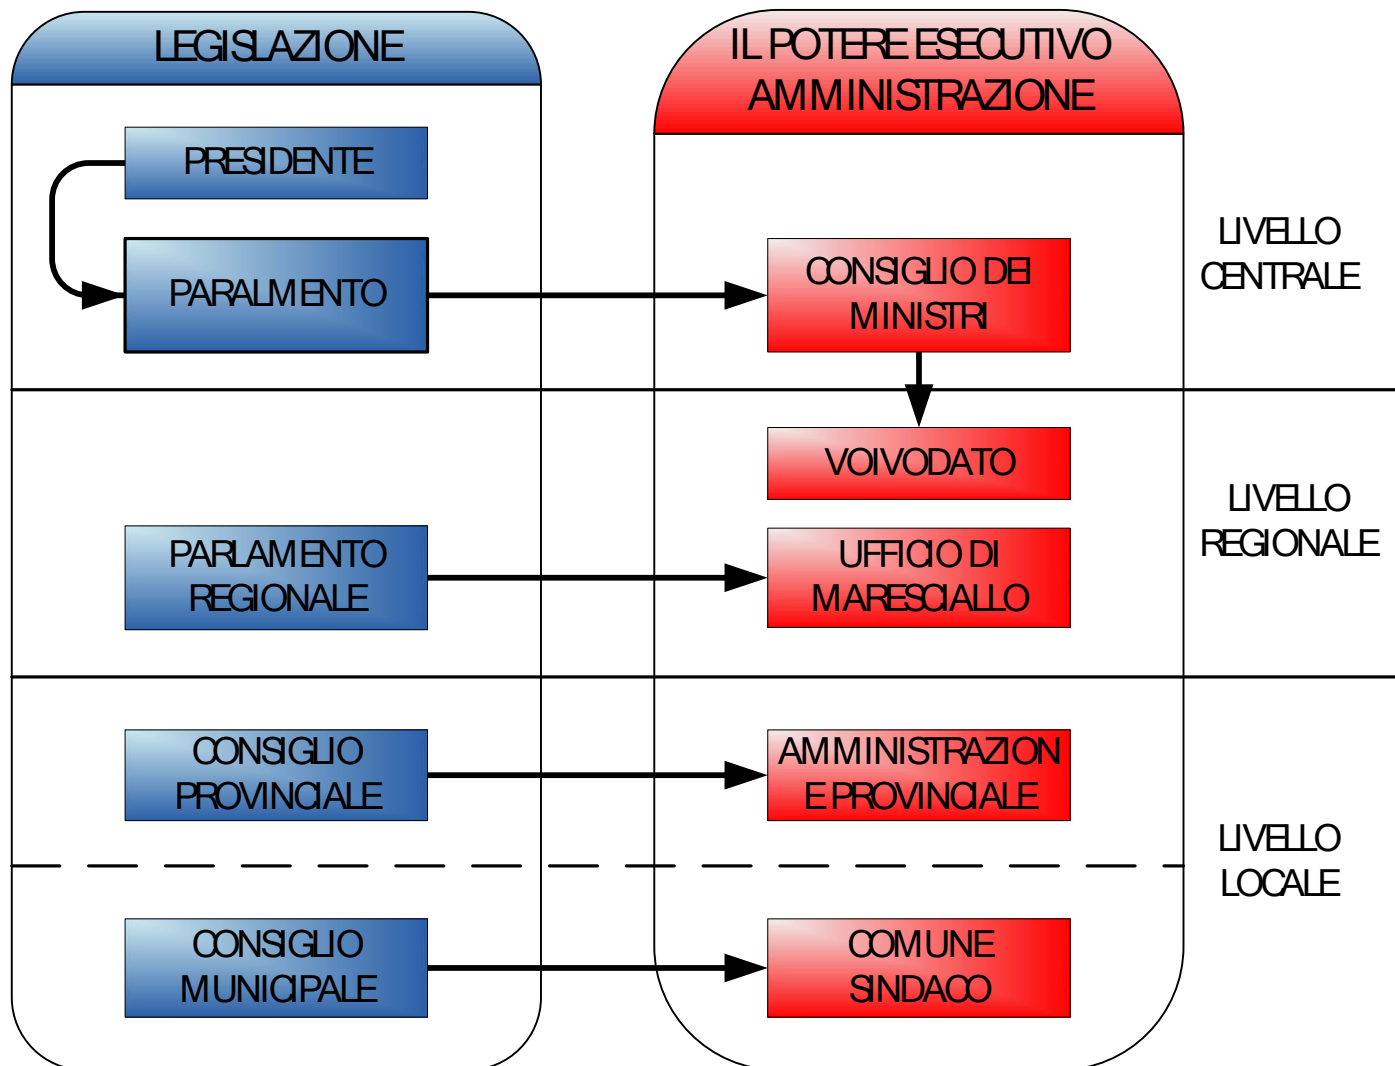 LEGISLAZIONE
IL POTERE ESECUTIVO
AMMINISTRAZIONE
PRESIDENTE
PARALMENTO
CONSIGLIO DEI
MINISTRI
LIVELLO
CENTRALE
VOIVODATO
PARLAMENTO
REGIONALE
UFFICIO DI
MARESCIALLO
LIVELLO
REGIONALE
CONSIGLIO
PROVINCIALE
AMMINISTRAZION
E PROVINCIALE
LIVELLO
LOCALE
CONSIGLIO
MUNICIPALE
COMUNE
SINDACO